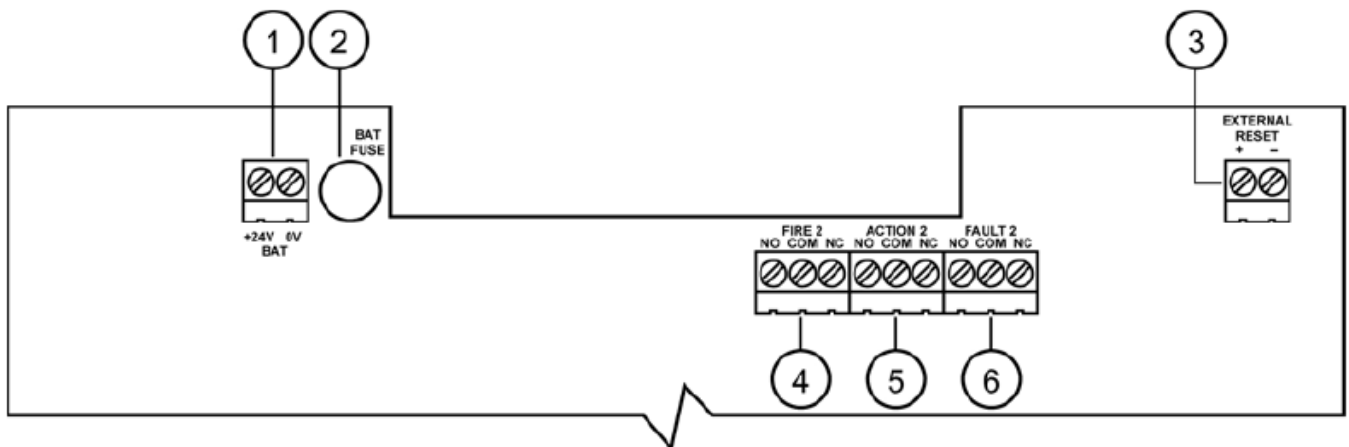 1 2 3
BAT
FUSE
EXTERNAL
RESET
+ −
+24V 0V
BAT
FIRE 2 ACTION 2 FAULT 2
NO COM NC NO COM NC NO COM NC
4 5 6